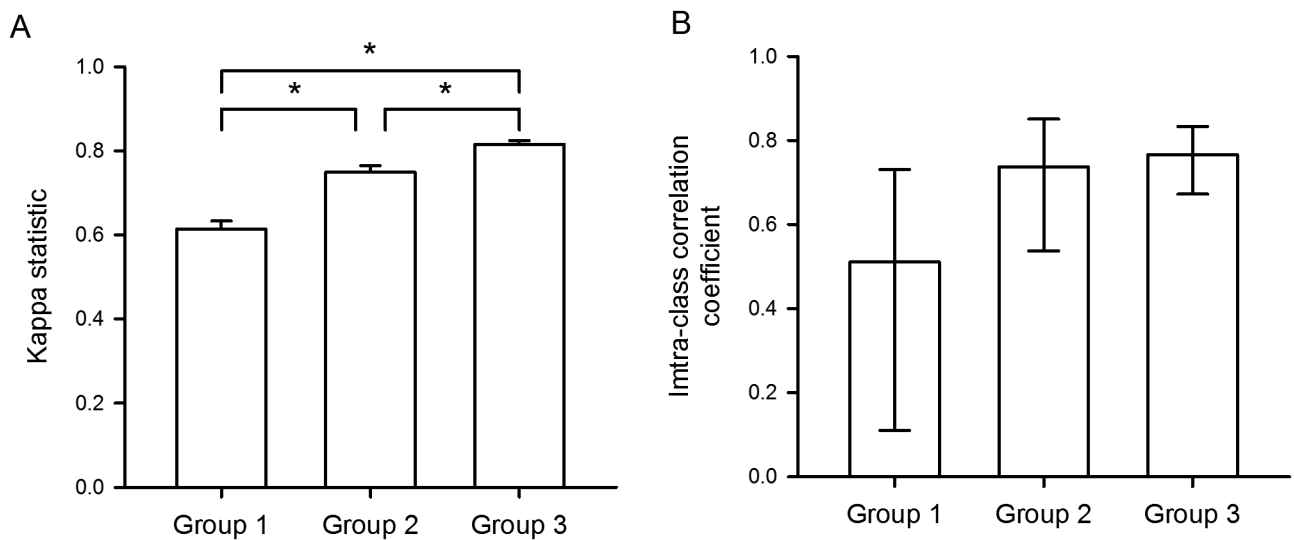 A
Kappa statistic
1.0
0.8
0.6
0.4
0.2
0.0
*
*
*
Group 1
Group 2
Group 3
B
Imtra-class correlation
coefficient
1.0
0.8
0.6
0.4
0.2
0.0
Group 1
Group 2
Group 3